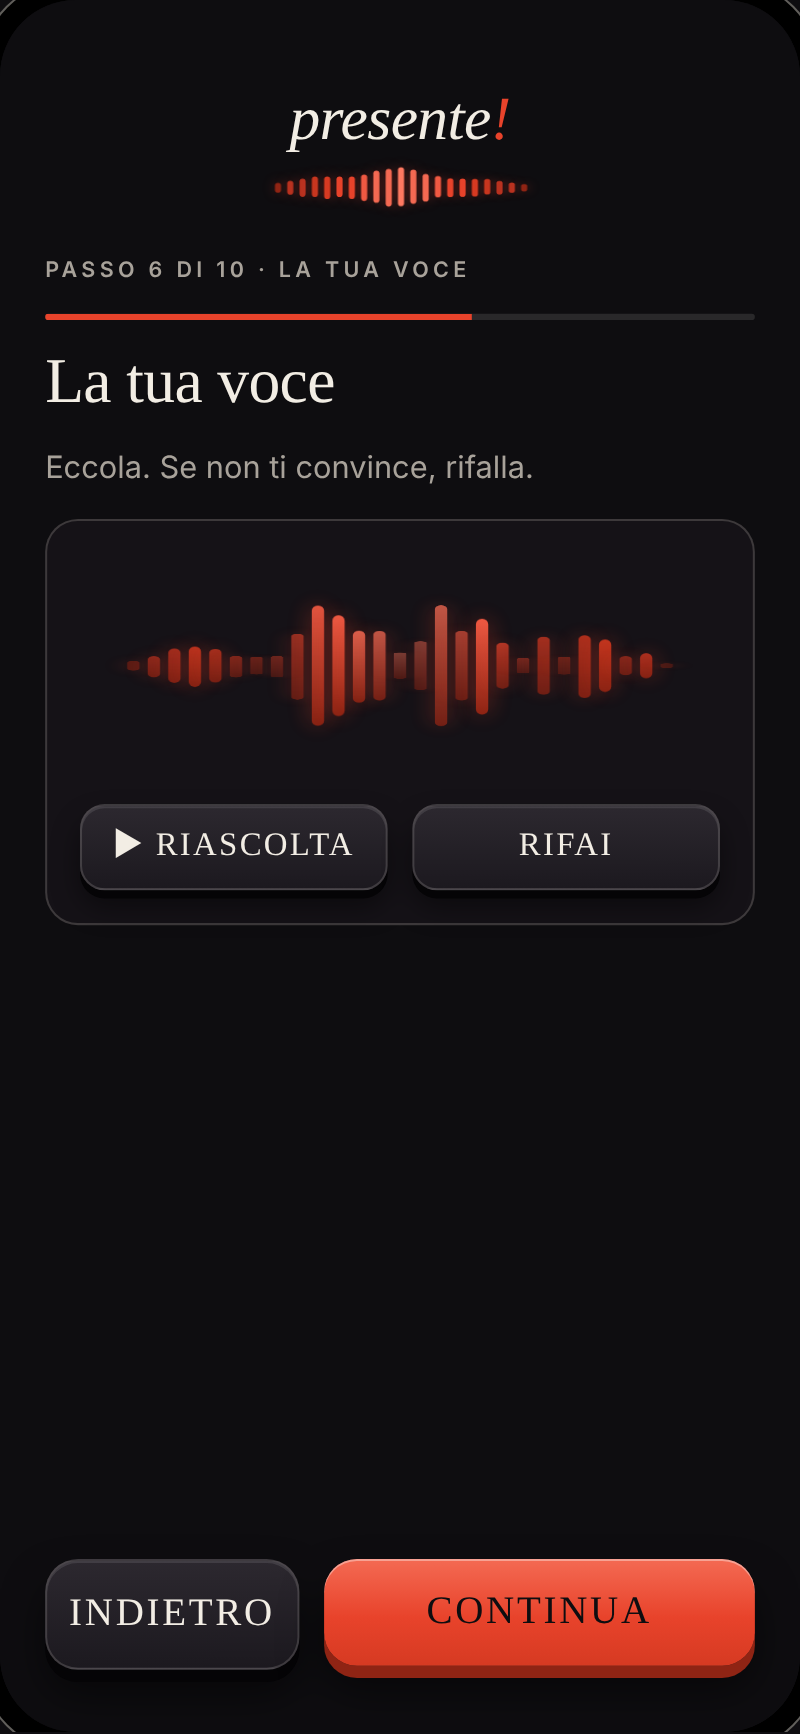 presente!
PASSO 6 DI 10 · LA TUA VOCE
La tua voce
Eccola. Se non ti convince, rifalla.
▶ RIASCOLTA
RIFAI
INDIETRO
CONTINUA